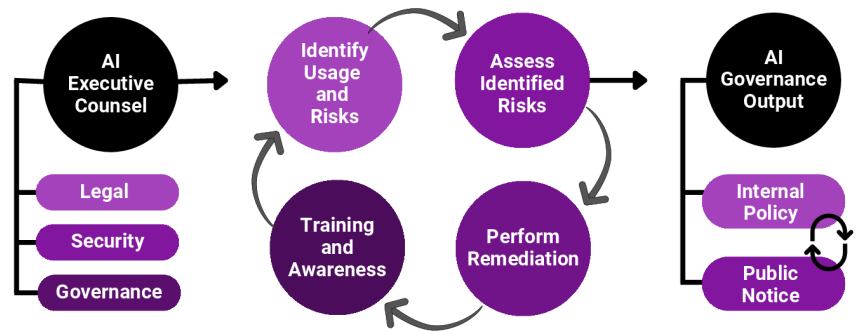 AI
Executive
Counsel
Legal
Security
Governance
Identify
Usage
and
Risks
Assess
Identified
Risks
Training
and
Awareness
Perform
Remediation
AI
Governance
Output
Internal
Policy
Public
Notice